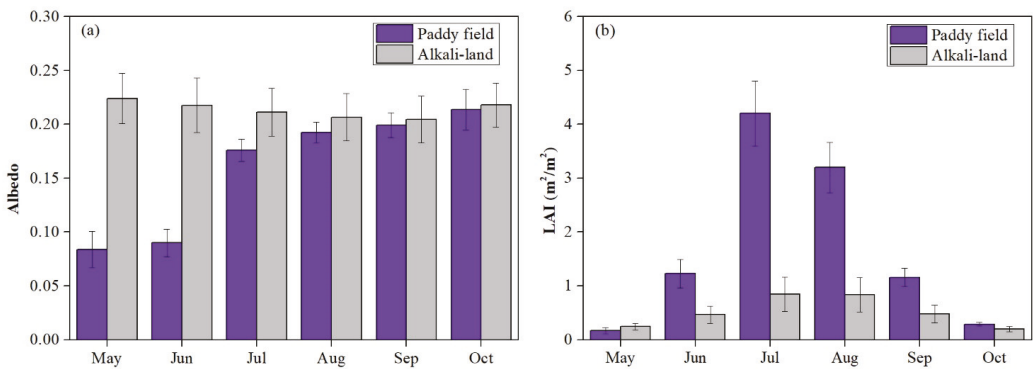 (a)
Paddy field
Alkali-land
0.30
0.25
0.20
0.15
0.10
0.05
0.00
Albedo
May Jun Jul Aug Sep Oct
(b)
Paddy field
Alkali-land
6
5
4
3
2
1
0
LAI (m²/m²)
May Jun Jul Aug Sep Oct